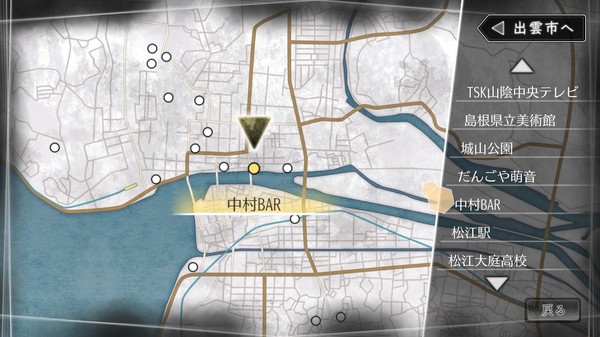 出雲市へ
TSK山陰中央テレビ
島根県立美術館
城山公園
だんごや萌音
中村BAR
松江駅
松江大庭高校
中村BAR
戻る